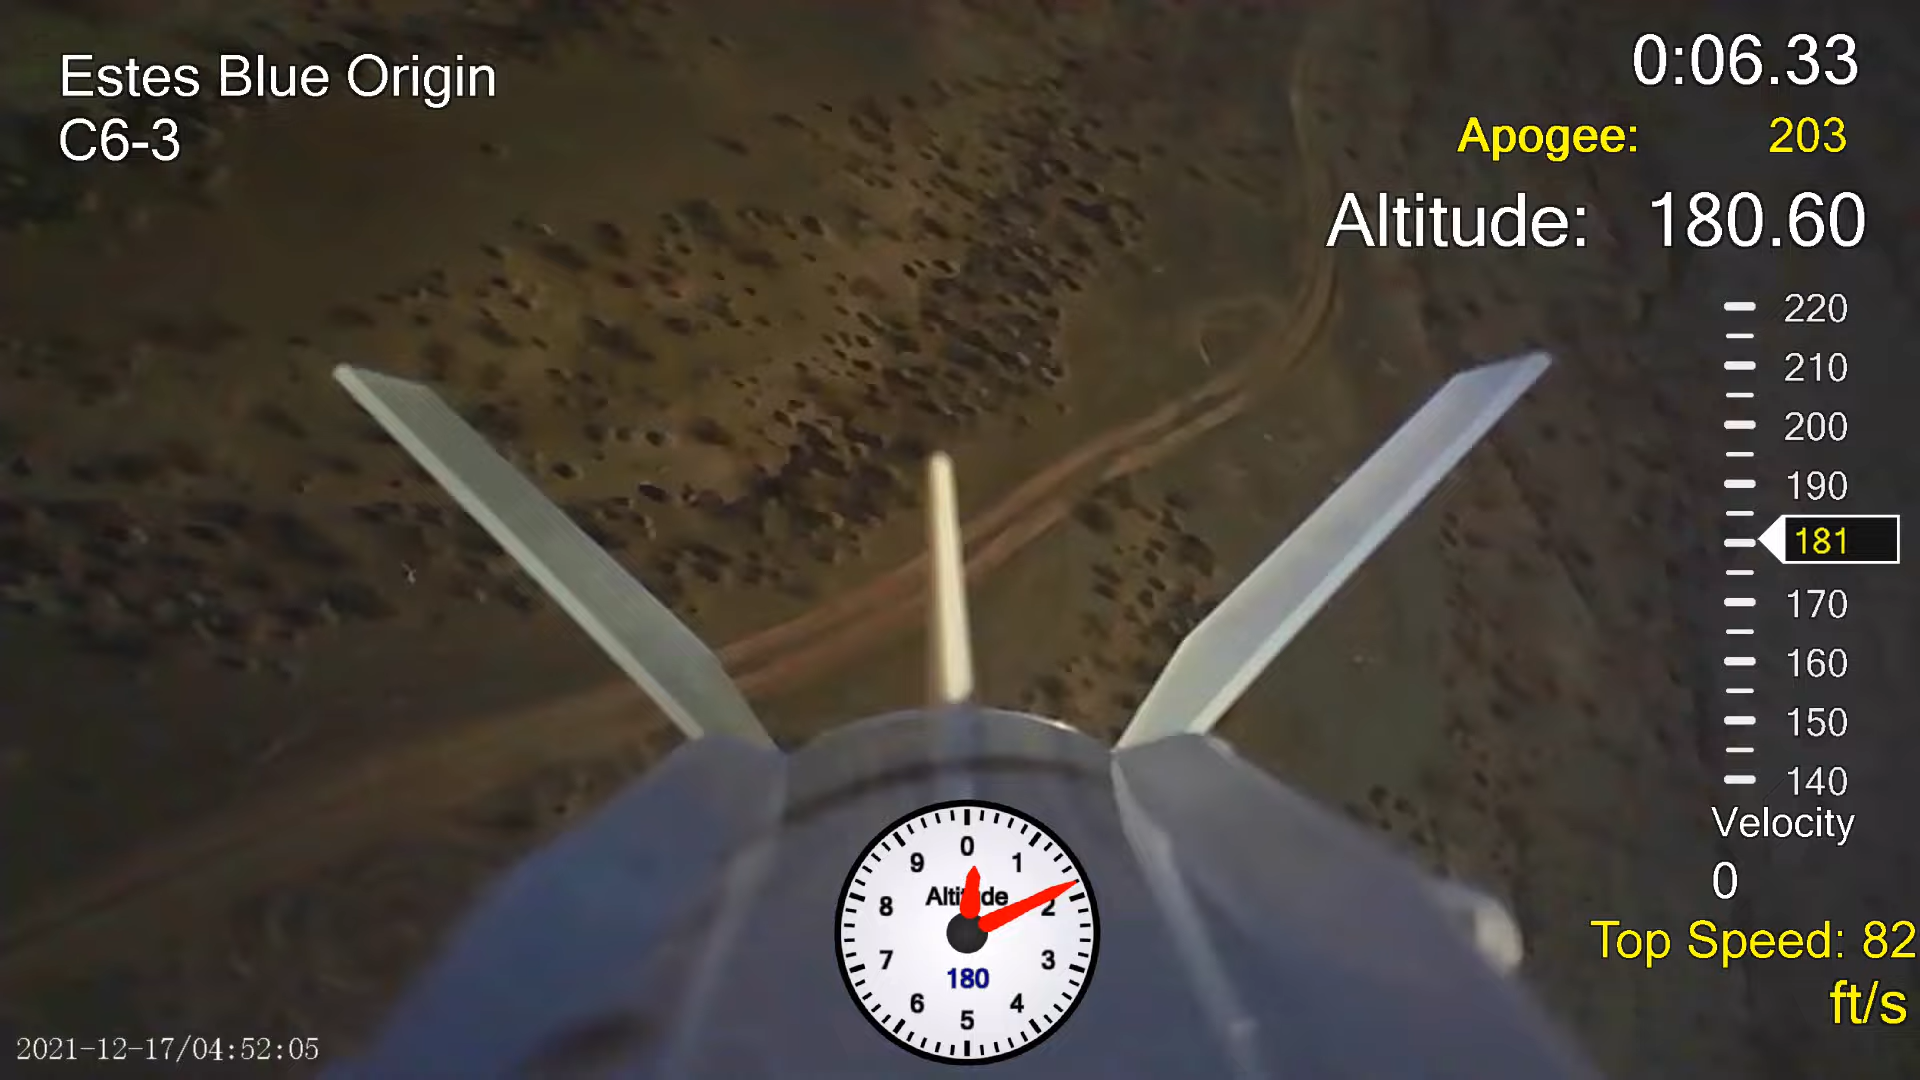 Estes Blue Origin
C6-3
0:06.33
Apogee: 203
Altitude: 180.60
220
210
200
190
181
170
160
150
140
Velocity
0
Top Speed: 82
ft/s
0
1
2
3
4
5
6
7
8
9
Altitude
180
2021-12-17/04:52:05